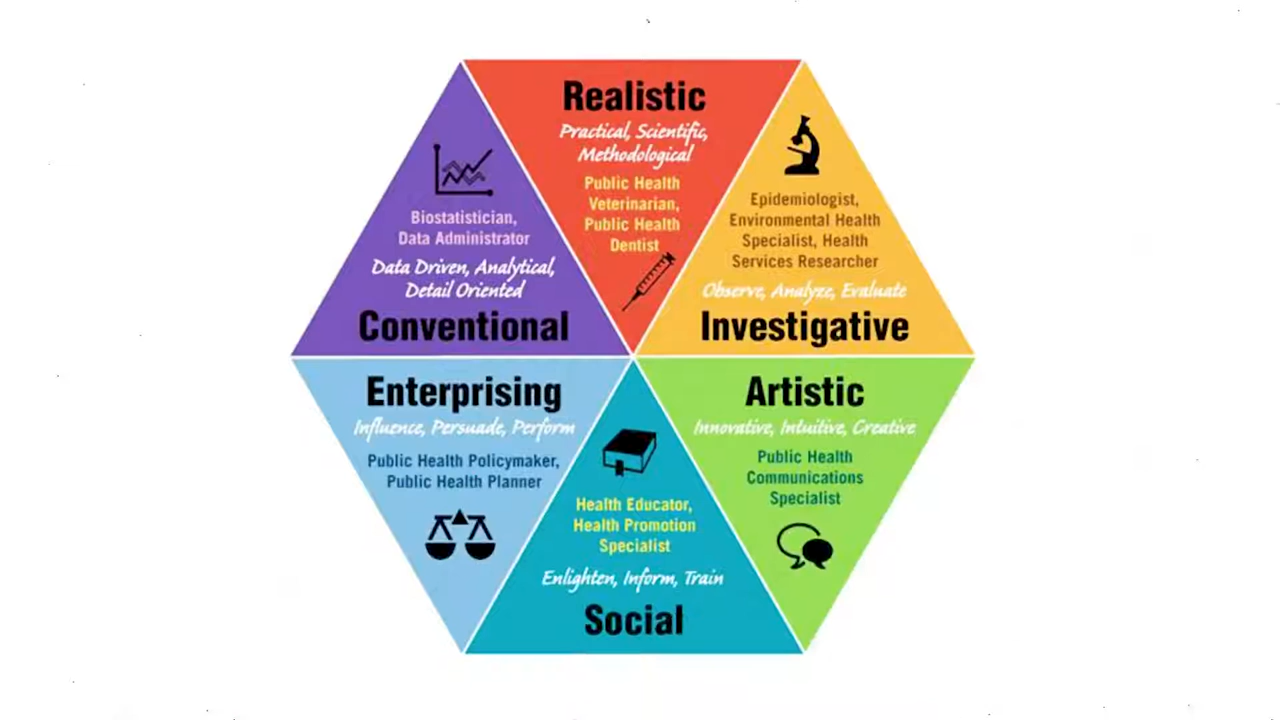 Realistic
Practical, Scientific,
Methodological
Public Health
Veterinarian,
Public Health
Dentist
Epidemiologist,
Environmental Health
Specialist, Health
Services Researcher
Observe, Analyze, Evaluate
Investigative
Artistic
Innovative, Intuitive, Creative
Public Health
Communications
Specialist
Health Educator,
Health Promotion
Specialist
Enlighten, Inform, Train
Social
Enterprising
Influence, Persuade, Perform
Public Health Policymaker,
Public Health Planner
Biostatistician,
Data Administrator
Data Driven, Analytical,
Detail Oriented
Conventional